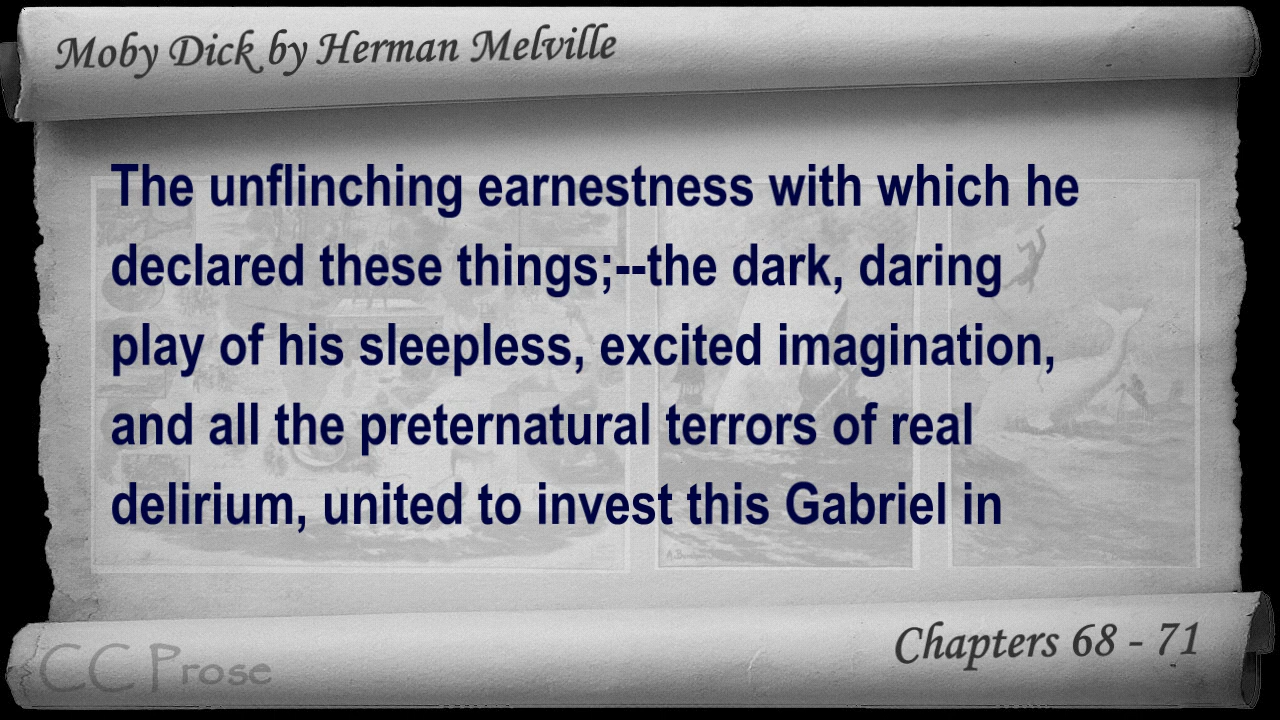 Moby Dick by Herman Melville
The unflinching earnestness with which he
declared these things;--the dark, daring
play of his sleepless, excited imagination,
and all the preternatural terrors of real
delirium, united to invest this Gabriel in
Chapters 68 - 71
CC Prose